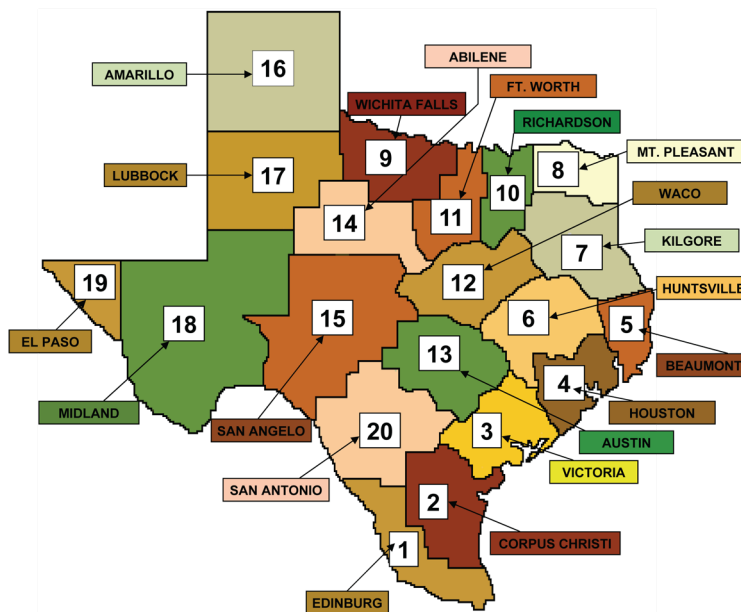 ABILENE
16
AMARILLO
FT. WORTH
WICHITA FALLS
RICHARDSON
9
MT. PLEASANT
8
17
LUBBOCK
10
WACO
14
11
7
KILGORE
19
12
HUNTSVILLE
18
15
6
5
EL PASO
13
BEAUMONT
4
MIDLAND
HOUSTON
SAN ANGELO
20
3
AUSTIN
VICTORIA
SAN ANTONIO
2
CORPUS CHRISTI
1
EDINBURG